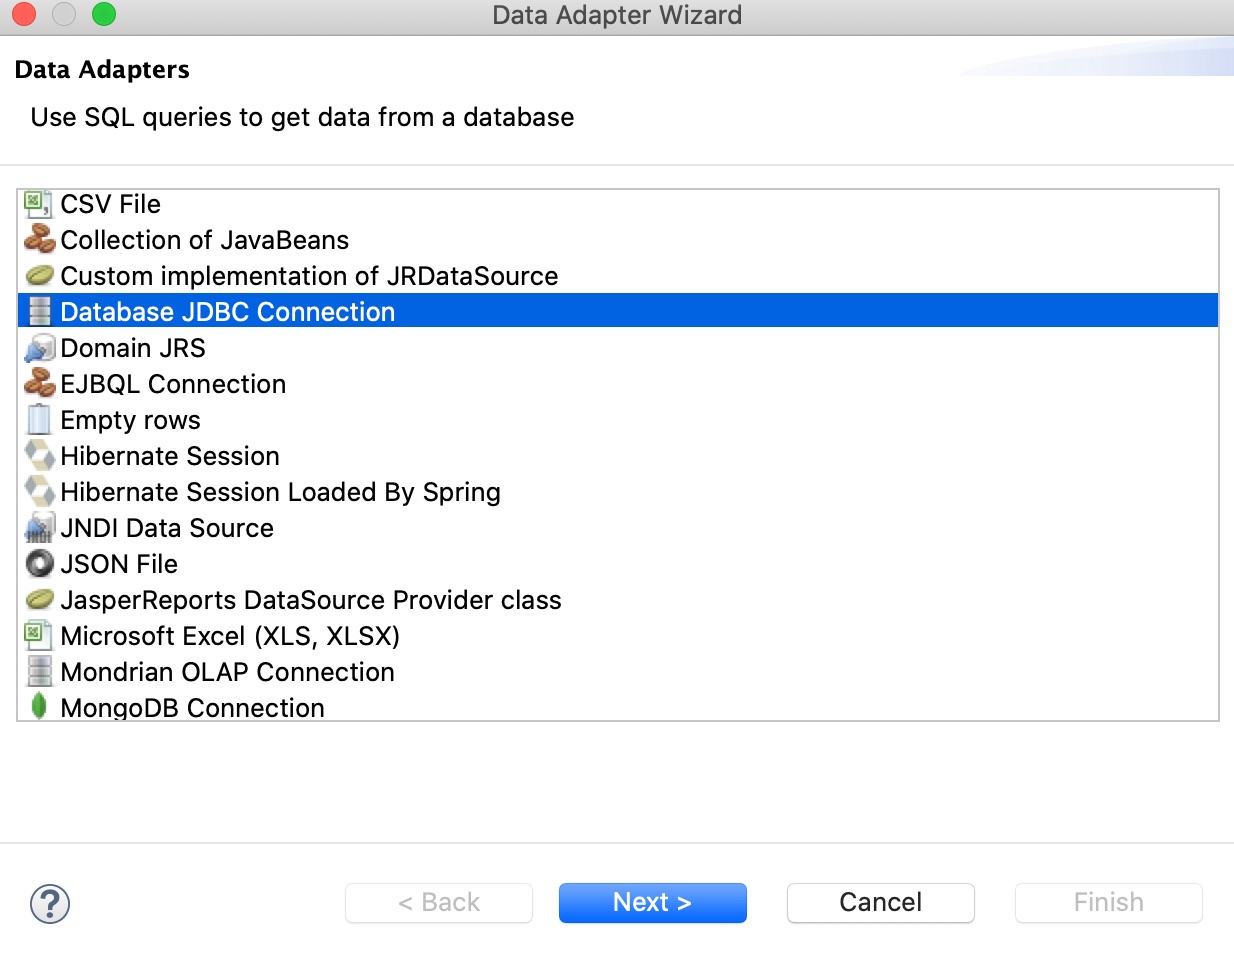 Data Adapter Wizard
Data Adapters
Use SQL queries to get data from a database
CSV File
Collection of JavaBeans
Custom implementation of JRDataSource
Database JDBC Connection
Domain JRS
EJBQL Connection
Empty rows
Hibernate Session
Hibernate Session Loaded By Spring
JNDI Data Source
JSON File
JasperReports DataSource Provider class
Microsoft Excel (XLS, XLSX)
Mondrian OLAP Connection
MongoDB Connection
? < Back Next > Cancel Finish